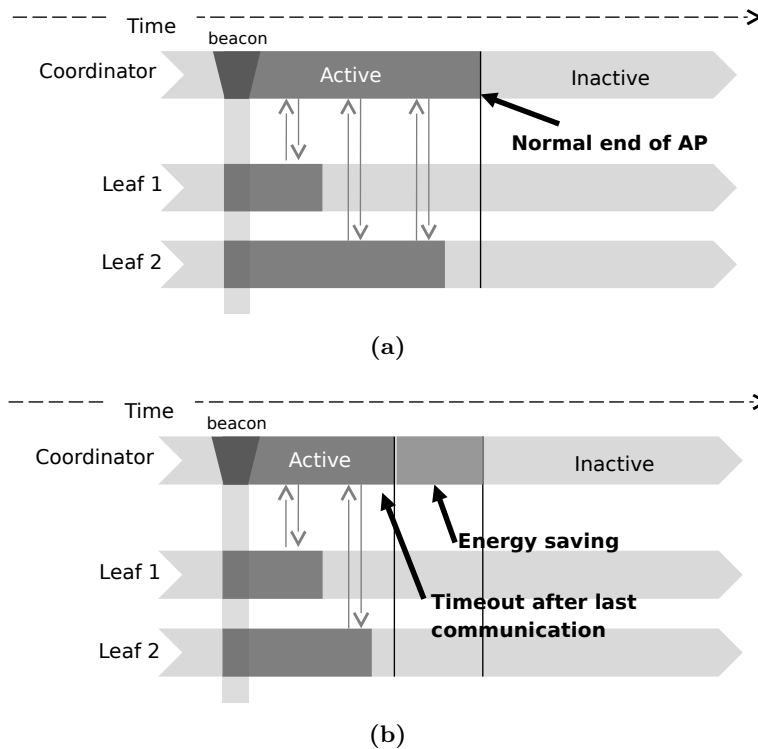 Time
beacon
Coordinator
Active
Inactive
Normal end of AP
Leaf 1
Leaf 2
(a)
Time
beacon
Coordinator
Active
Inactive
Energy saving
Leaf 1
Timeout after last
communication
Leaf 2
(b)